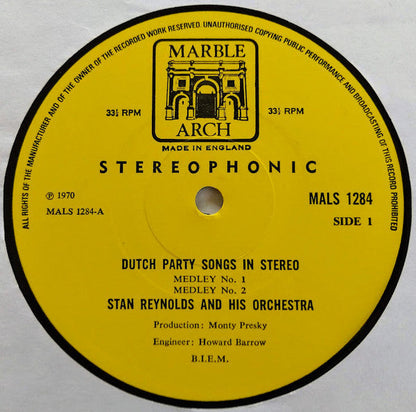 ALL RIGHTS OF THE MANUFACTURER AND OF THE OWNER OF THE RECORDED WORK RESERVED. UNAUTHORISED COPYING PUBLIC PERFORMANCE AND BROADCASTING OF THIS RECORD PROHIBITED
MARBLE
33⅓ RPM 33⅓ RPM
ARCH
MADE IN ENGLAND
STEREOPHONIC
℗ 1970 MALS 1284
MALS 1284-A SIDE 1
DUTCH PARTY SONGS IN STEREO
MEDLEY No. 1
MEDLEY No. 2
STAN REYNOLDS AND HIS ORCHESTRA
Production: Monty Presky
Engineer: Howard Barrow
B.I.E.M.